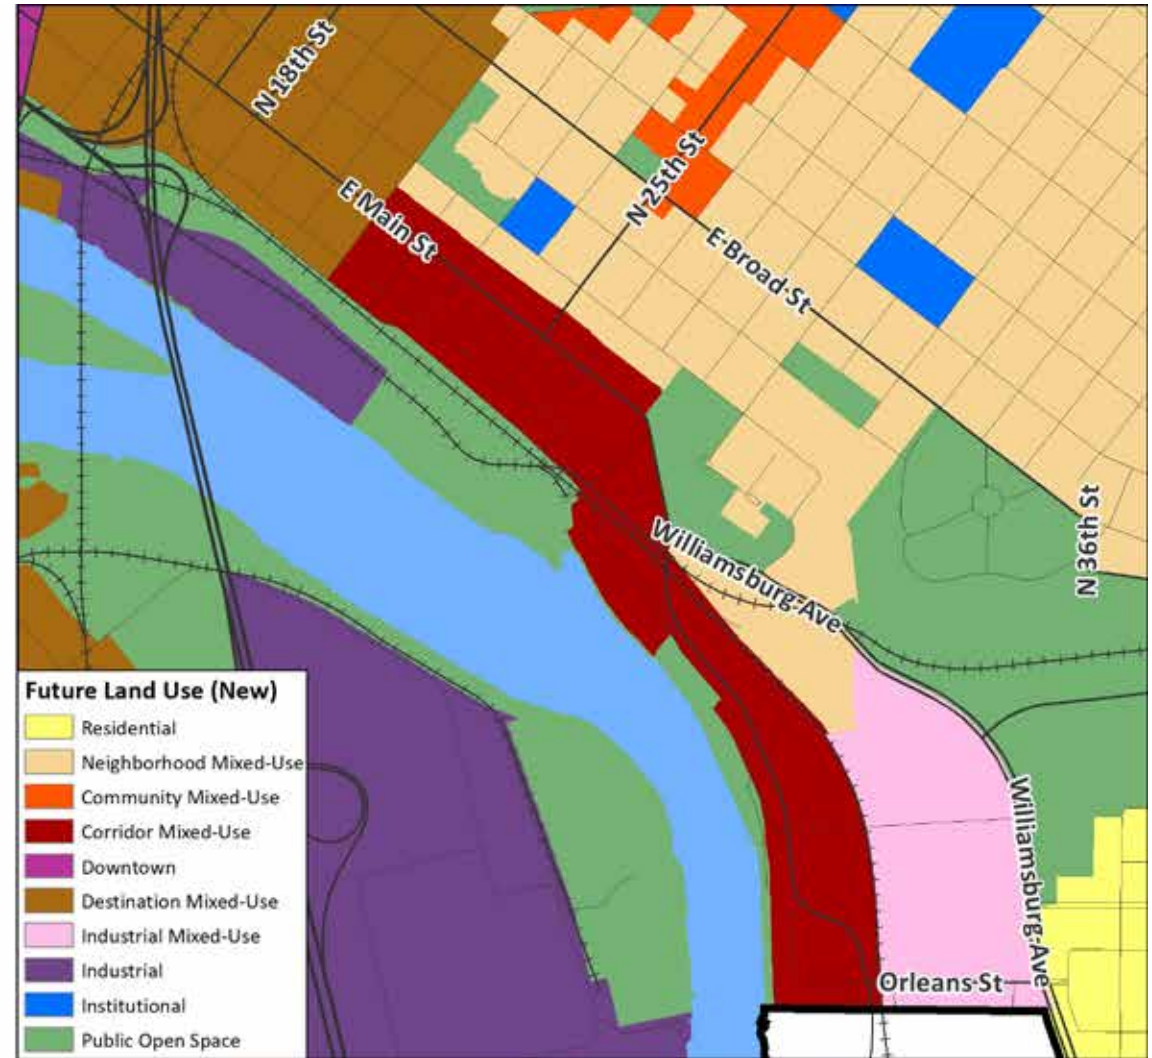 N 18th St
E Main St
N 25th St
E Broad St
Williamsburg Ave
N 36th St
Williamsburg Ave
Orleans St
Future Land Use (New)
Residential
Neighborhood Mixed-Use
Community Mixed-Use
Corridor Mixed-Use
Downtown
Destination Mixed-Use
Industrial Mixed-Use
Industrial
Institutional
Public Open Space